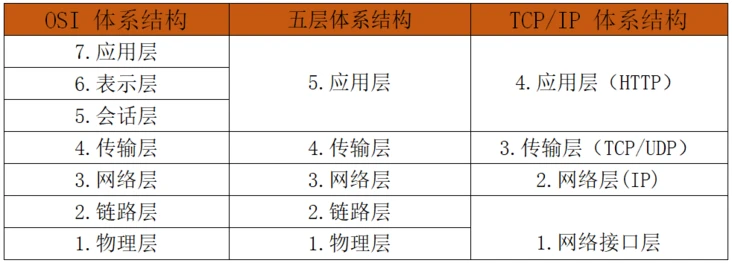 OSI 体系结构 五层体系结构 TCP/IP 体系结构
7.应用层
6.表示层 5.应用层 4.应用层（HTTP）
5.会话层
4.传输层 4.传输层 3.传输层（TCP/UDP）
3.网络层 3.网络层 2.网络层(IP)
2.链路层 2.链路层
1.物理层 1.物理层 1.网络接口层